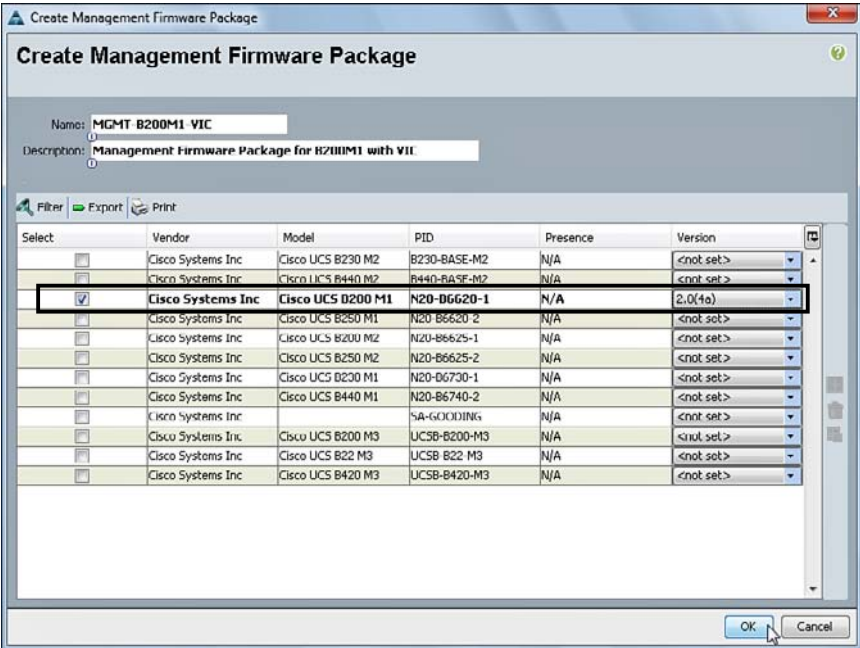 Create Management Firmware Package
Create Management Firmware Package
Name: MGMT-B200M1-VIC
Description: Management Firmware Package for B200M1 with VIC
Filter Export Print
Select Vendor Model PID Presence Version
Cisco Systems Inc Cisco UCS B230 M2 B230-BASE-M2 N/A <not set>
Cisco Systems Inc Cisco UCS B440 M2 B440-BASE-M2 N/A <not set>
Cisco Systems Inc Cisco UCS B200 M1 N20-B6620-1 N/A 2.0(4a)
Cisco Systems Inc Cisco UCS B250 M1 N20-B6620-2 N/A <not set>
Cisco Systems Inc Cisco UCS B200 M2 N20-B6625-1 N/A <not set>
Cisco Systems Inc Cisco UCS B250 M2 N20-B6625-2 N/A <not set>
Cisco Systems Inc Cisco UCS B230 M1 N20-B6730-1 N/A <not set>
Cisco Systems Inc Cisco UCS B440 M1 N20-B6740-2 N/A <not set>
Cisco Systems Inc SA-GOODING N/A <not set>
Cisco Systems Inc Cisco UCS B200 M3 UCSB-B200-M3 N/A <not set>
Cisco Systems Inc Cisco UCS B22 M3 UCSB-B22-M3 N/A <not set>
Cisco Systems Inc Cisco UCS B420 M3 UCSB-B420-M3 N/A <not set>
OK Cancel